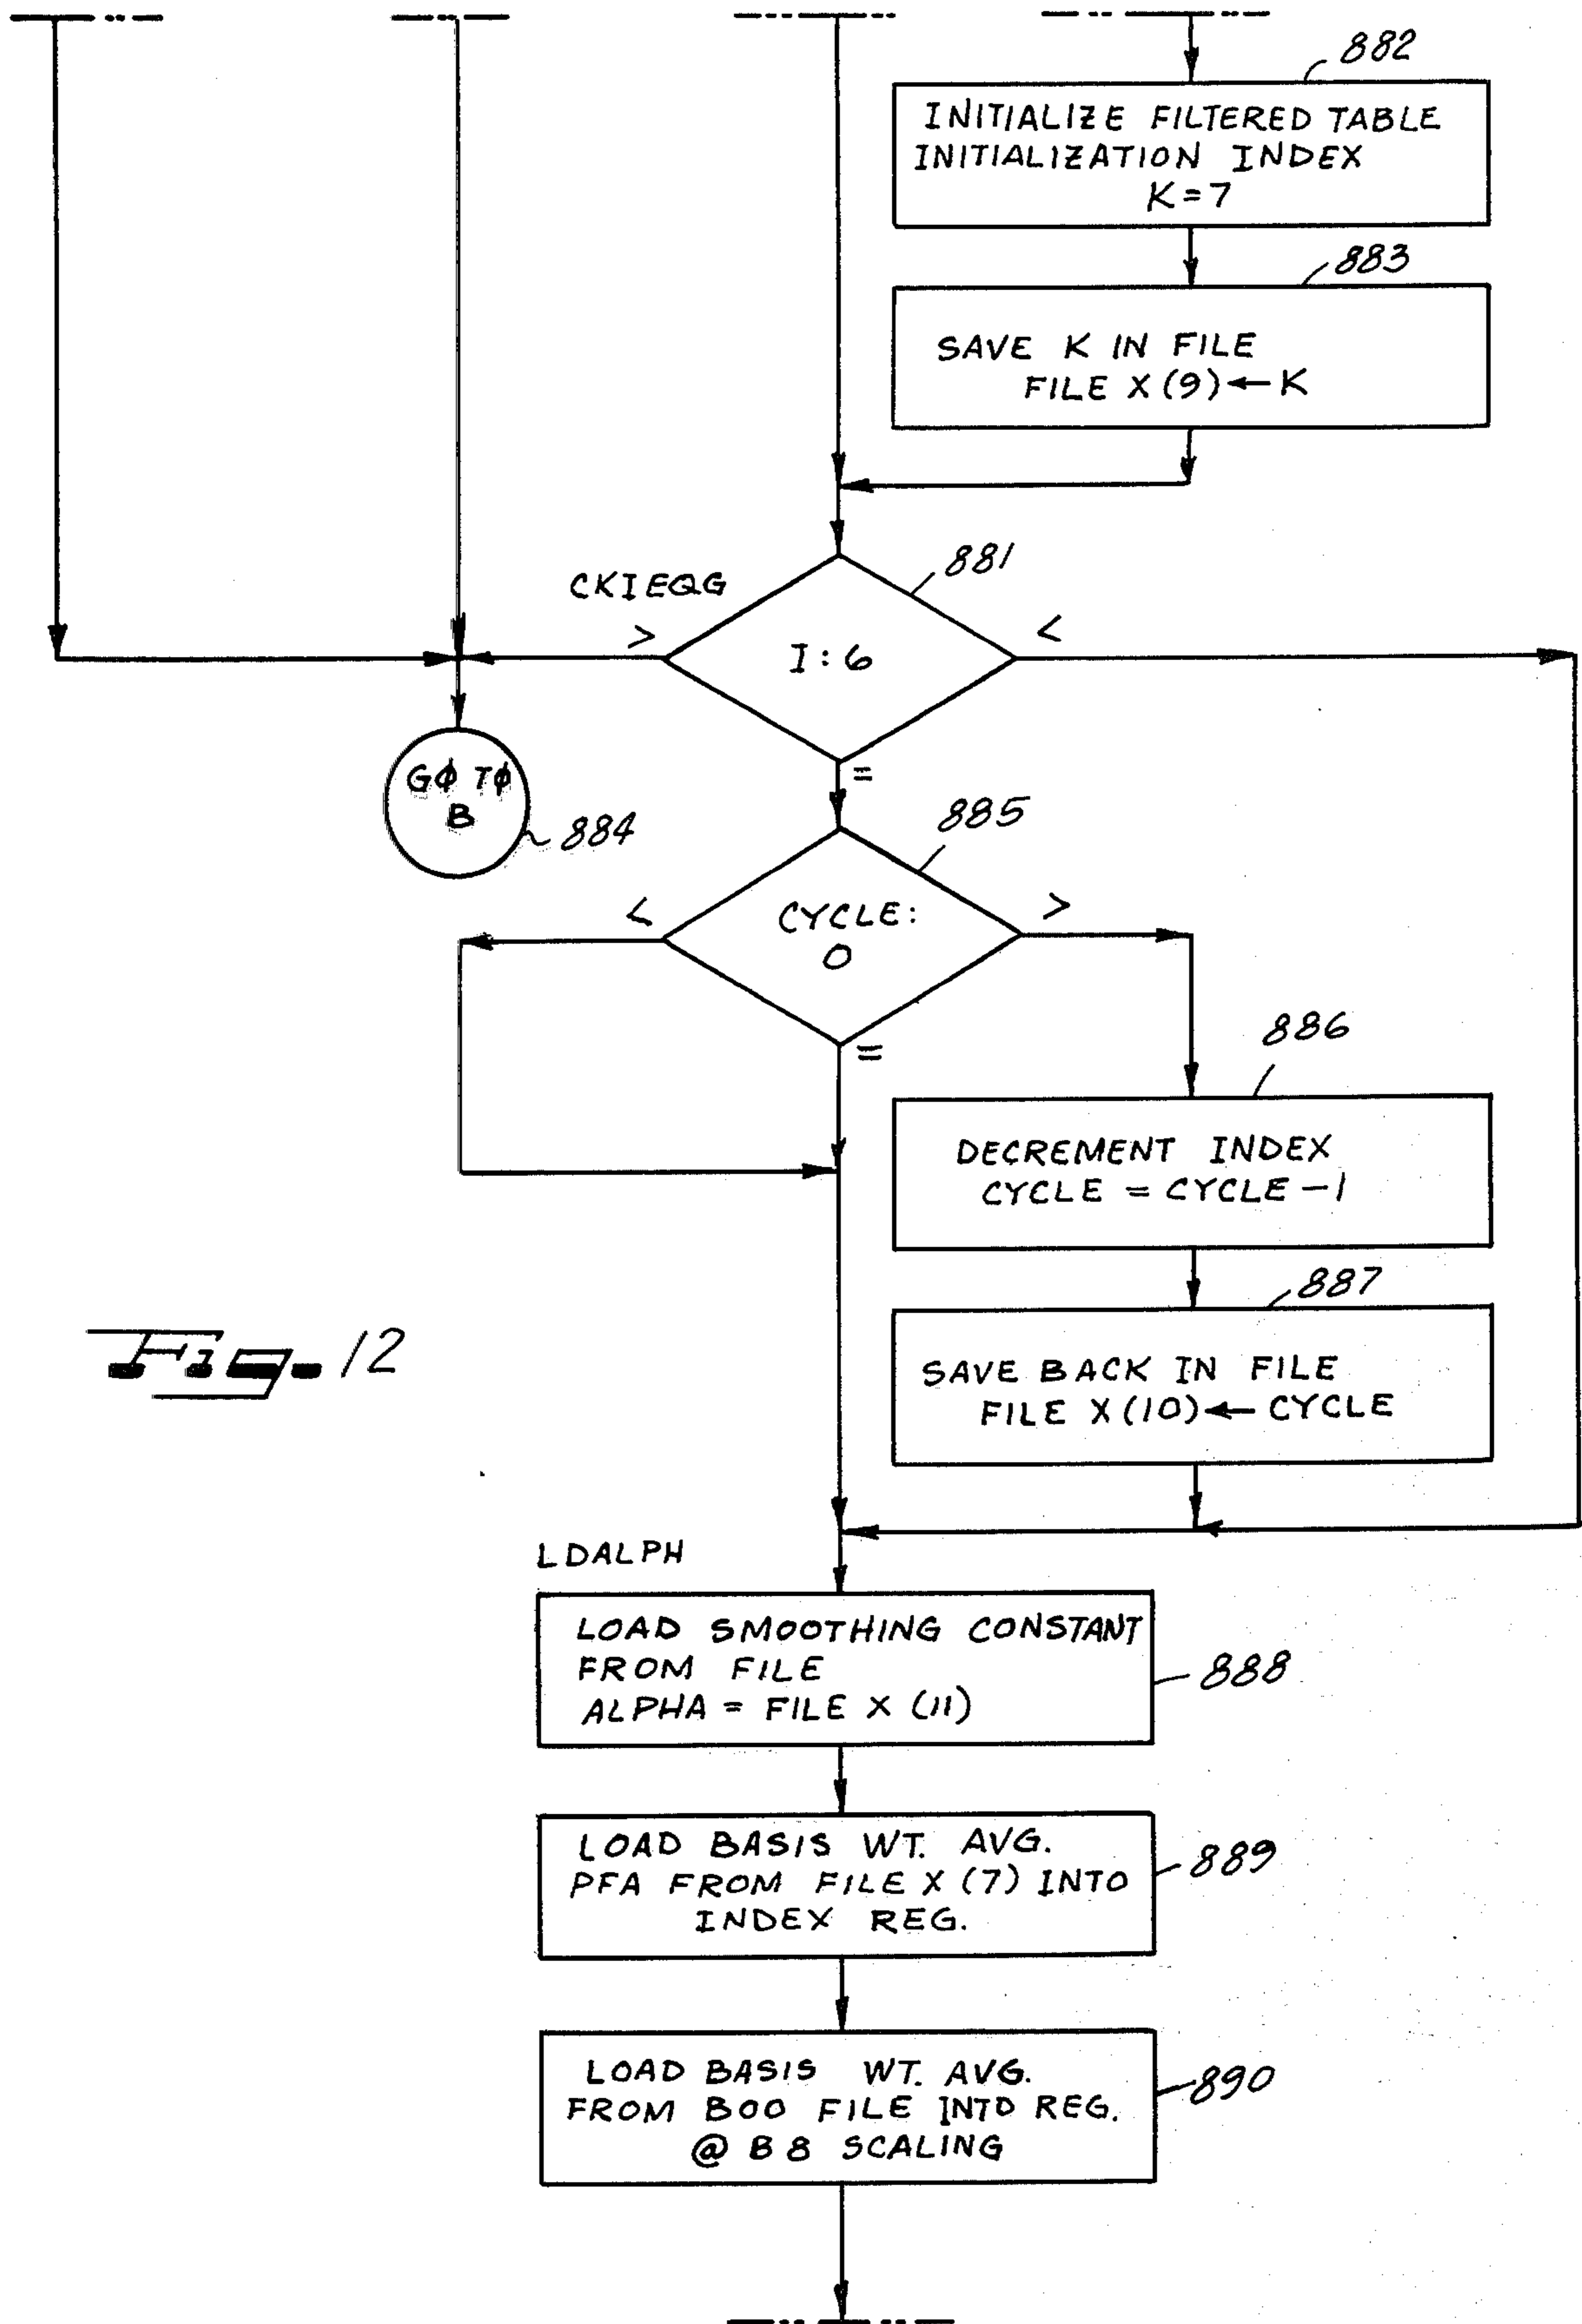 882
INITIALIZE FILTERED TABLE
INITIALIZATION INDEX
K=7
883
SAVE K IN FILE
FILE X (9) ← K
881
CKIEQG
>
I : 6
<
=
GϕTϕ
B
884
885
<
CYCLE:
0
>
=
886
DECREMENT INDEX
CYCLE = CYCLE -1
887
SAVE BACK IN FILE
FILE X (10) ← CYCLE
Fig. 12
LDALPH
LOAD SMOOTHING CONSTANT
FROM FILE
ALPHA = FILE X (11)
888
LOAD BASIS WT. AVG.
PFA FROM FILE X (7) INTO
INDEX REG.
889
LOAD BASIS WT. AVG.
FROM B00 FILE INTO REG.
@ B 8 SCALING
890